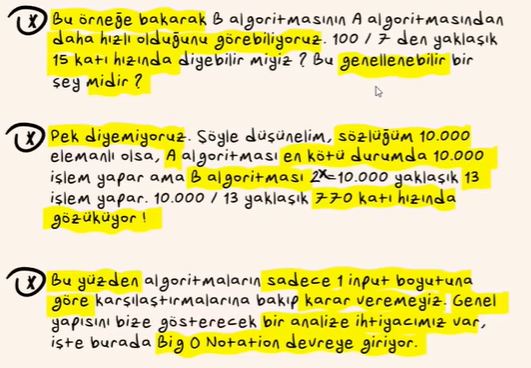 Bu örneğe bakarak B algoritmasının A algoritmasından
daha hızlı olduğunu görebiliyoruz. 100 / 7 den yaklaşık
15 katı hızında diyebilir miyiz ? Bu genellenebilir bir
şey midir ?
Pek diyemiyoruz. Şöyle düşünelim, sözlüğüm 10.000
elemanlı olsa, A algoritması en kötü durumda 10.000
işlem yapar ama B algoritması 2^x=10.000 yaklaşık 13
işlem yapar. 10.000 / 13 yaklaşık 770 katı hızında
gözüküyor !
Bu yüzden algoritmaların sadece 1 input boyutuna
göre karşılaştırmalarına bakıp karar veremeyiz. Genel
yapısını bize gösterecek bir analize ihtiyacımız var,
işte burada Big O Notation devreye giriyor.